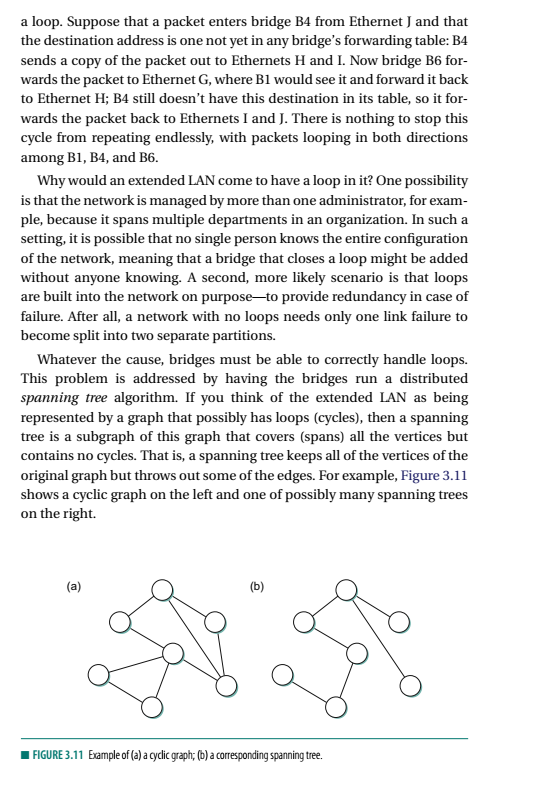 a loop. Suppose that a packet enters bridge B4 from Ethernet J and that
the destination address is one not yet in any bridge's forwarding table: B4
sends a copy of the packet out to Ethernets H and I. Now bridge B6 for-
wards the packet to Ethernet G, where B1 would see it and forward it back
to Ethernet H; B4 still doesn't have this destination in its table, so it for-
wards the packet back to Ethernets I and J. There is nothing to stop this
cycle from repeating endlessly, with packets looping in both directions
among B1, B4, and B6.
Why would an extended LAN come to have a loop in it? One possibility
is that the network is managed by more than one administrator, for exam-
ple, because it spans multiple departments in an organization. In such a
setting, it is possible that no single person knows the entire configuration
of the network, meaning that a bridge that closes a loop might be added
without anyone knowing. A second, more likely scenario is that loops
are built into the network on purpose—to provide redundancy in case of
failure. After all, a network with no loops needs only one link failure to
become split into two separate partitions.
Whatever the cause, bridges must be able to correctly handle loops.
This problem is addressed by having the bridges run a distributed
spanning tree algorithm. If you think of the extended LAN as being
represented by a graph that possibly has loops (cycles), then a spanning
tree is a subgraph of this graph that covers (spans) all the vertices but
contains no cycles. That is, a spanning tree keeps all of the vertices of the
original graph but throws out some of the edges. For example, Figure 3.11
shows a cyclic graph on the left and one of possibly many spanning trees
on the right.
(a)
(b)
■ FIGURE 3.11 Example of (a) a cyclic graph; (b) a corresponding spanning tree.